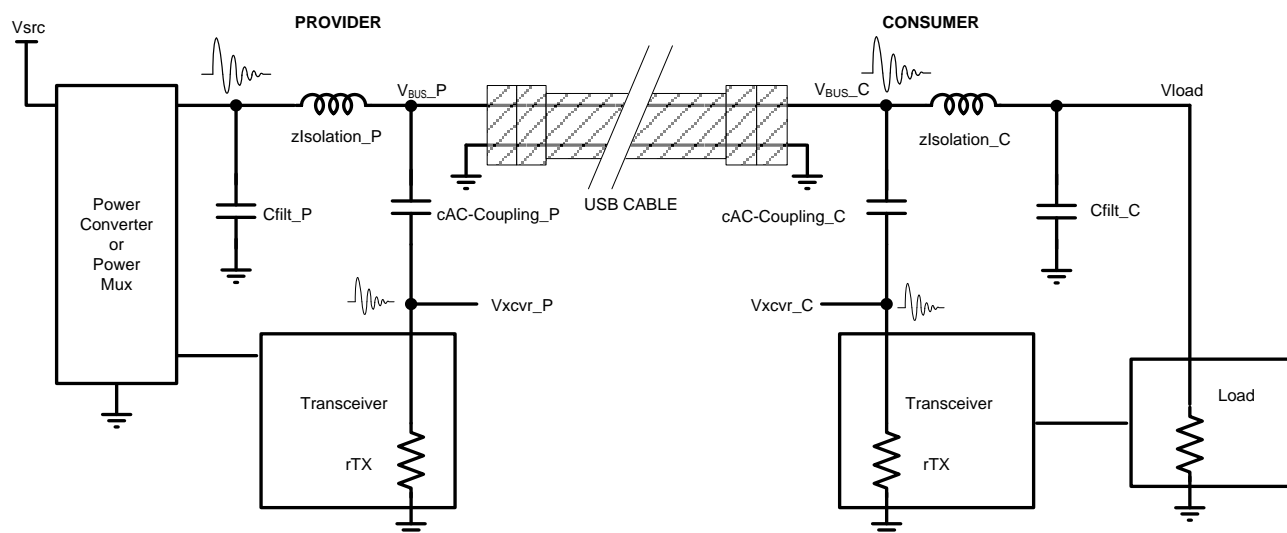 PROVIDER
CONSUMER
Vsrc
VBUS_P
VBUS_C
Vload
zIsolation_P
zIsolation_C
Power
Converter
or
Power
Mux
Cfilt_P
cAC-Coupling_P
USB CABLE
cAC-Coupling_C
Cfilt_C
Vxcvr_P
Vxcvr_C
Transceiver
rTX
Transceiver
rTX
Load